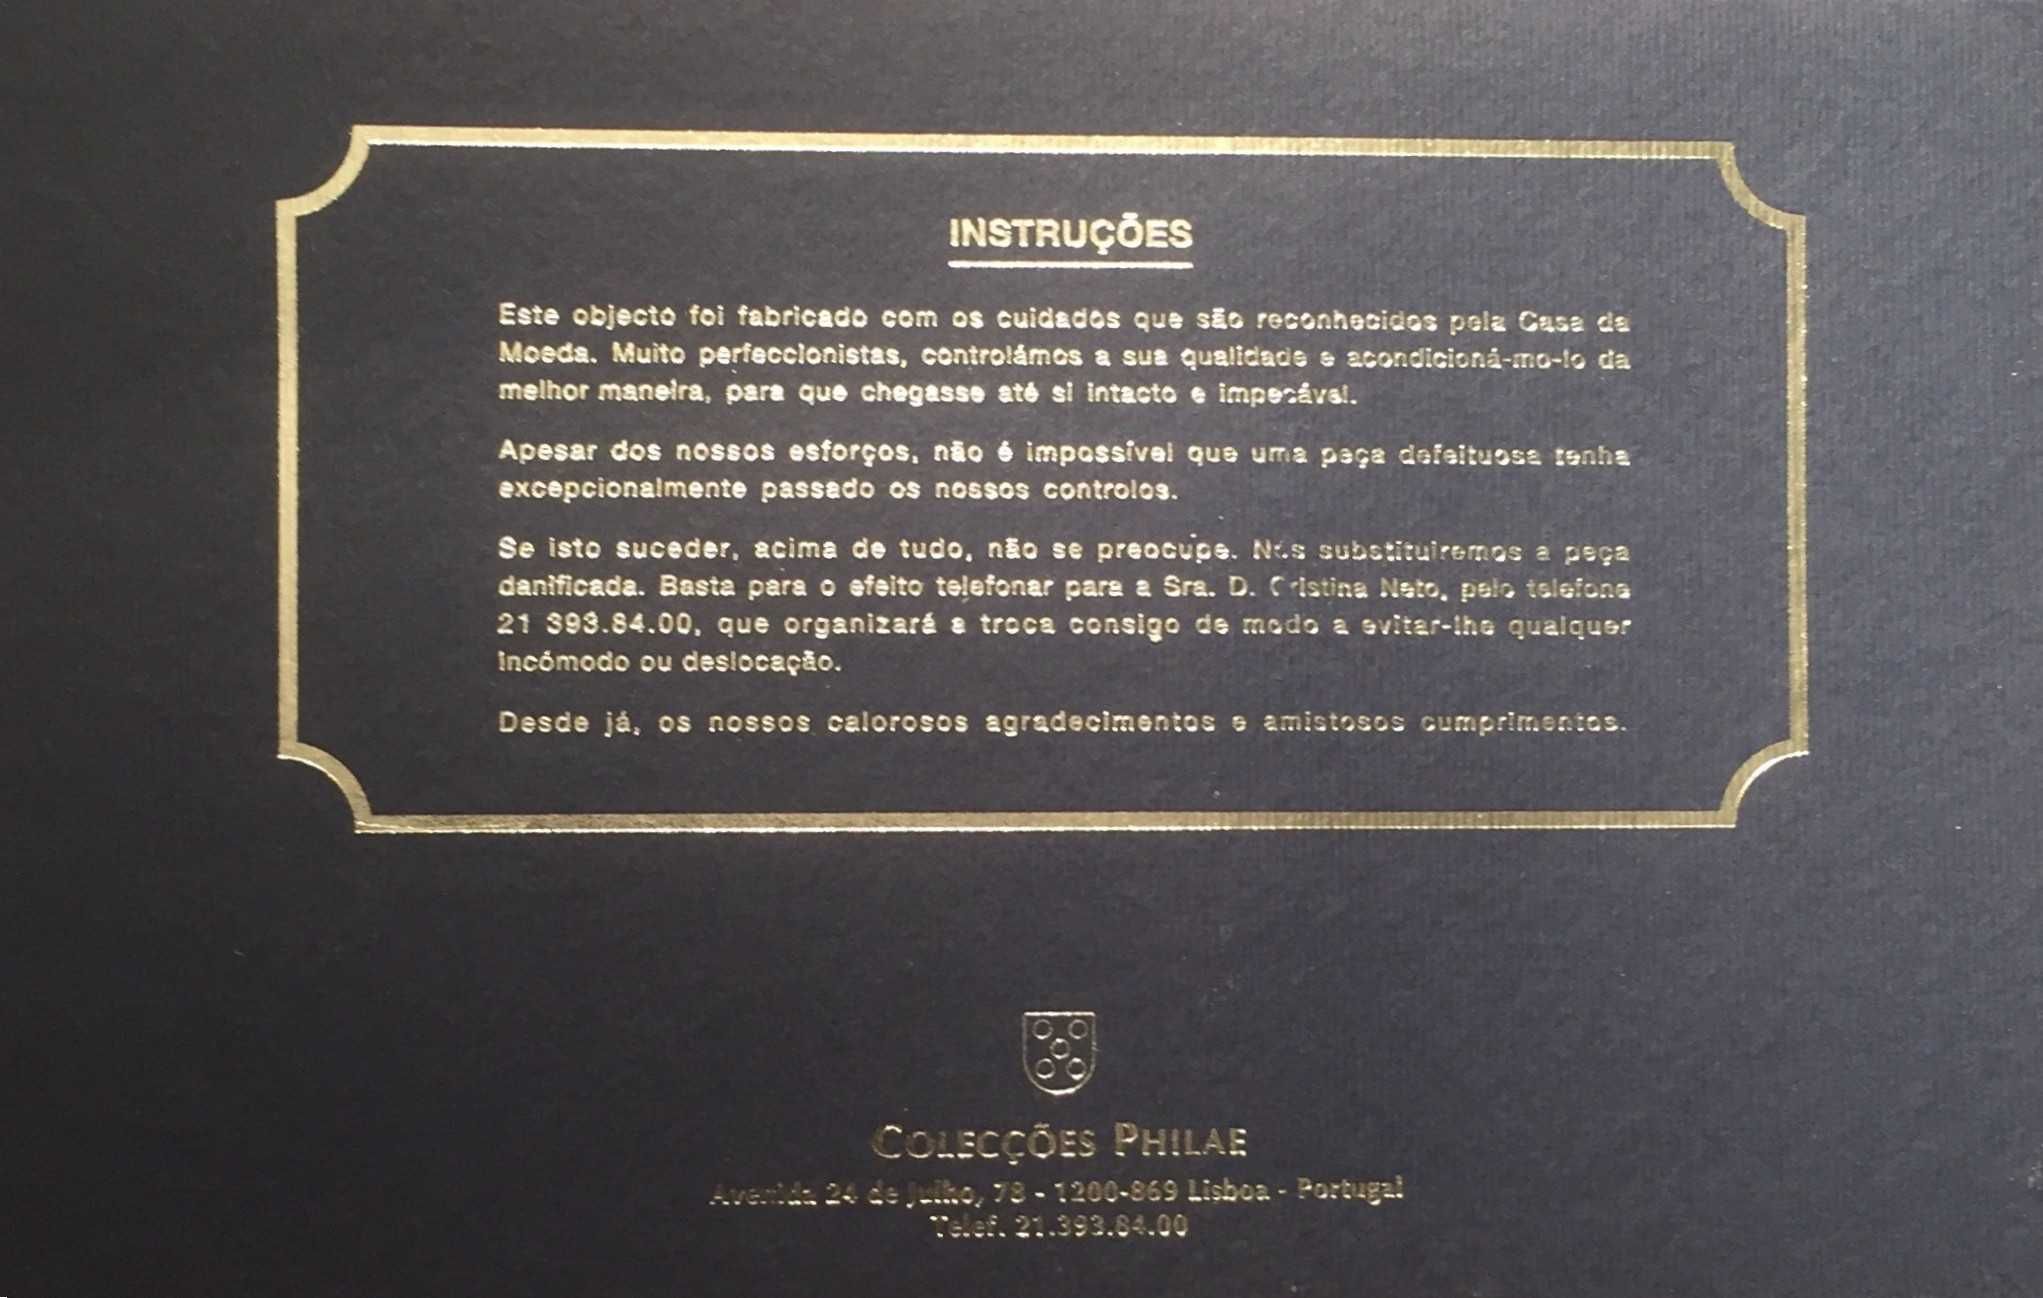 INSTRUÇÕES
Este objecto foi fabricado com os cuidados que são reconhecidos pela Casa da
Moeda. Muito perfeccionistas, controlámos a sua qualidade e acondicioná-mo-lo da
melhor maneira, para que chegasse até si intacto e impecável.
Apesar dos nossos esforços, não é impossível que uma peça defeituosa tenha
excepcionalmente passado os nossos controlos.
Se isto suceder, acima de tudo, não se preocupe. Nós substituiremos a peça
danificada. Basta para o efeito telefonar para a Sra. D. Cristina Neto, pelo telefone
21 393.84.00, que organizará a troca consigo de modo a evitar-lhe qualquer
incómodo ou deslocação.
Desde já, os nossos calorosos agradecimentos e amistosos cumprimentos.
COLECÇÕES PHILAE
Avenida 24 de Julho, 78 - 1200-869 Lisboa - Portugal
Telef. 21.393.84.00